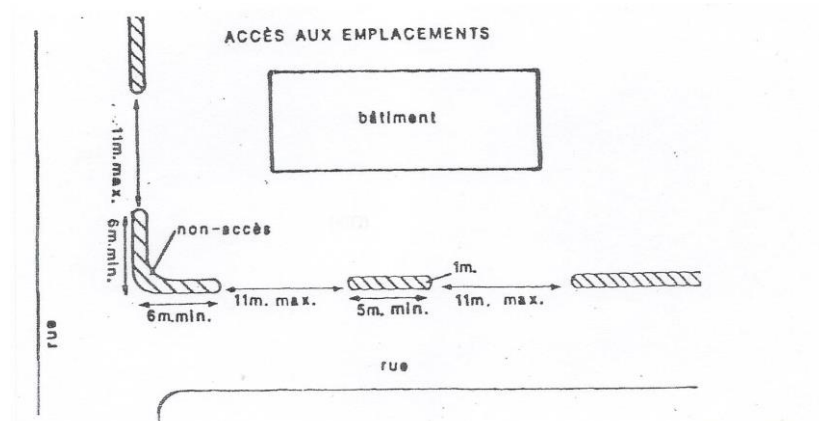 ACCÈS AUX EMPLACEMENTS
bâtiment
11m.max.
6m.min.
non-accès
1m.
11m. max.
5m. min.
11m. max.
6m.min.
rue
rue